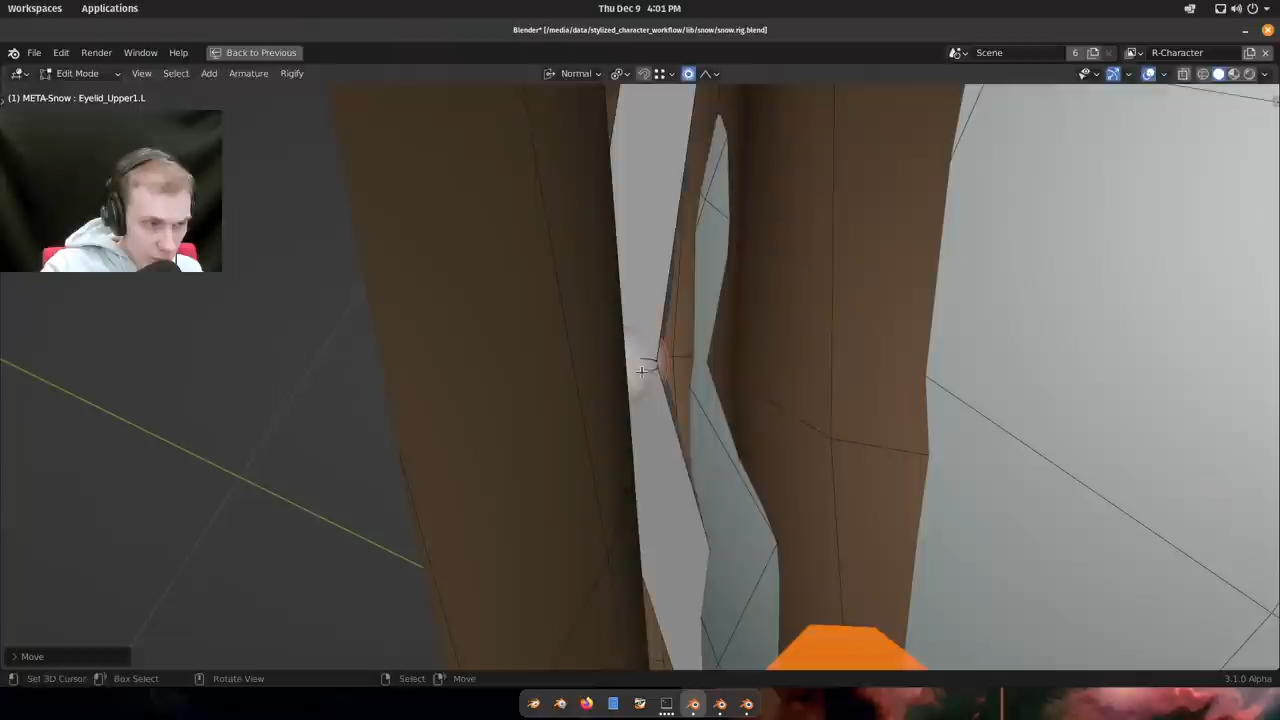 Workspaces Applications Thu Dec 9 4:01 PM
Blender* [/media/data/stylized_character_workflow/lib/snow/snow.rig.blend]
File Edit Render Window Help Back to Previous Scene 6 R-Character
Edit Mode View Select Add Armature Rigify Normal
(1) META-Snow : Eyelid_Upper1.L
Move
Set 3D Cursor Box Select Rotate View Select Move 3.1.0 Alpha